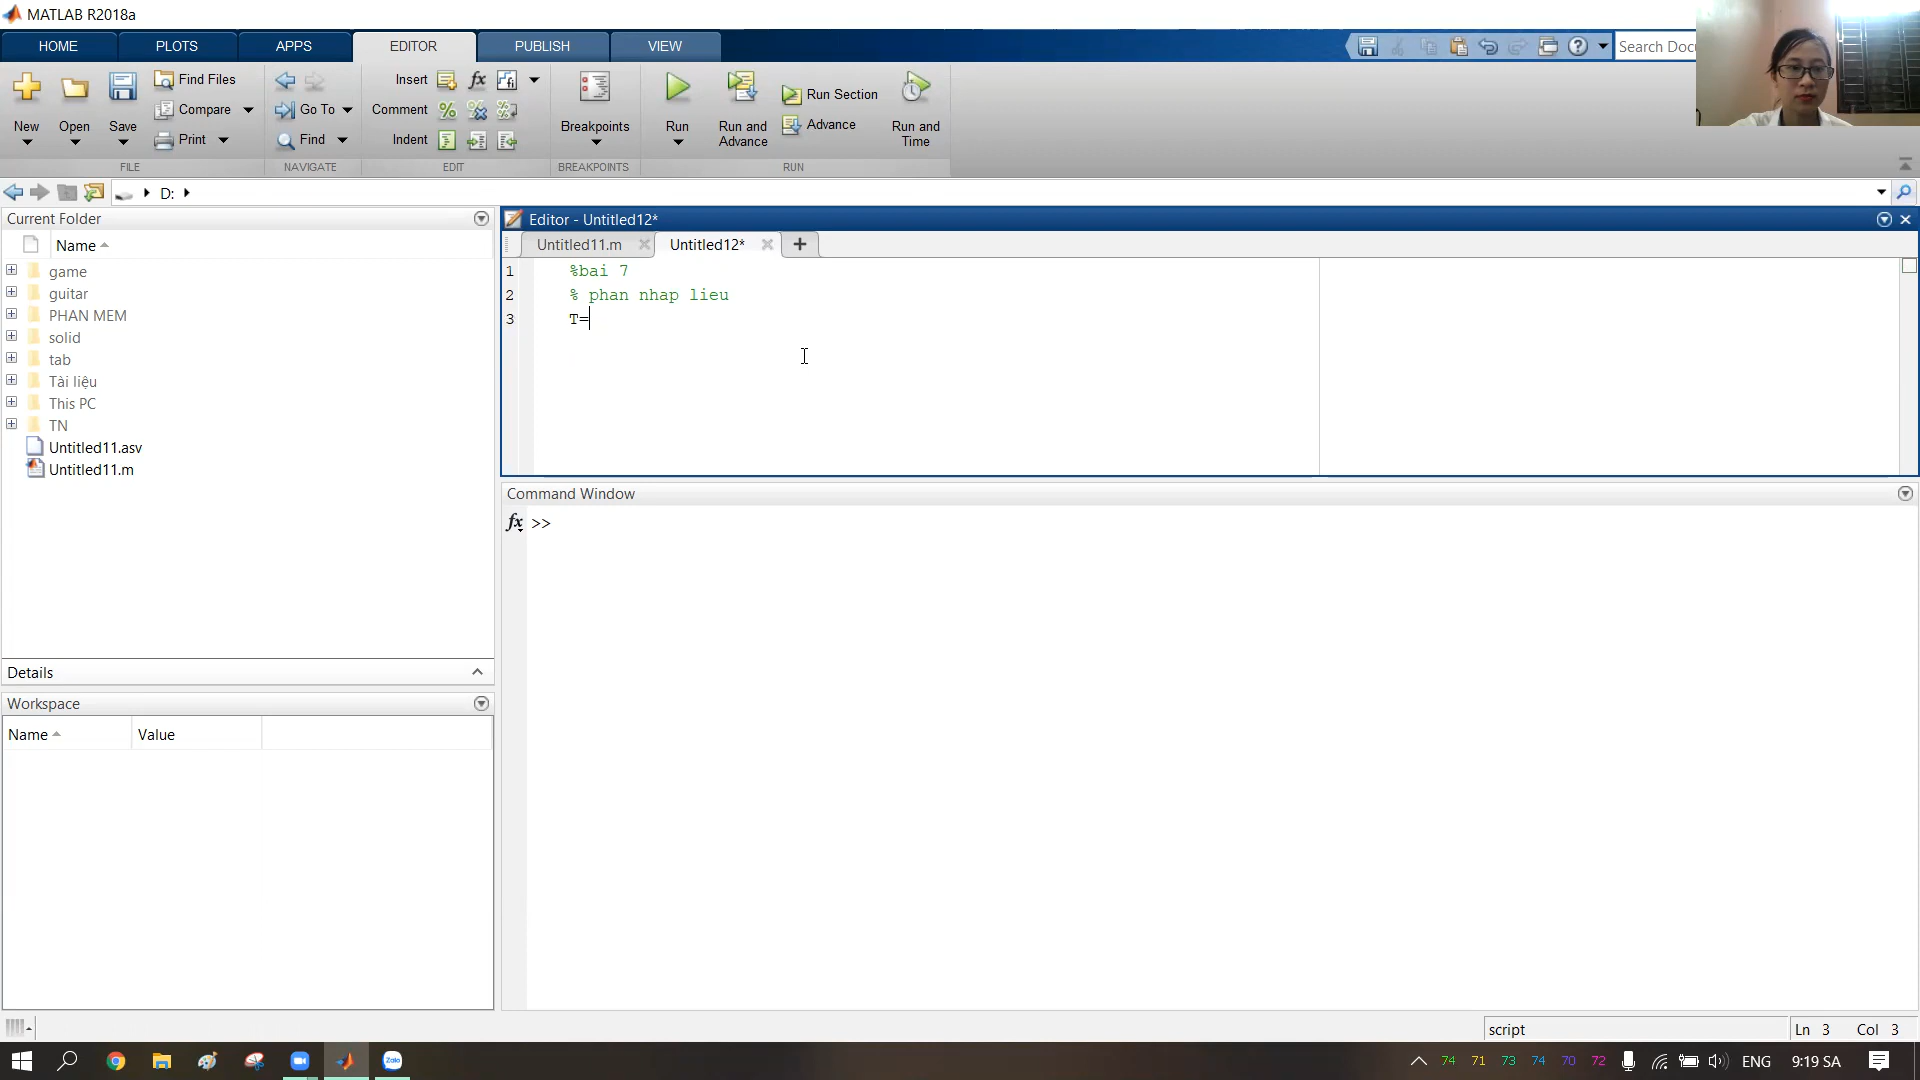 MATLAB R2018a
HOME PLOTS APPS EDITOR PUBLISH VIEW
Search Doc
New Open Save Find Files Compare Print
FILE
Go To Find
NAVIGATE
Insert fx Comment Indent
EDIT
Breakpoints
BREAKPOINTS
Run Run and Advance Run Section Advance Run and Time
RUN
D:
Current Folder
Name
game
guitar
PHAN MEM
solid
tab
Tài liệu
This PC
TN
Untitled11.asv
Untitled11.m
Details
Workspace
Name Value
Editor - Untitled12*
Untitled11.m Untitled12*
1 %bai 7
2 % phan nhap lieu
3 T=
Command Window
fx >>
script Ln 3 Col 3
Zalo 74 71 73 74 70 72 ENG 9:19 SA